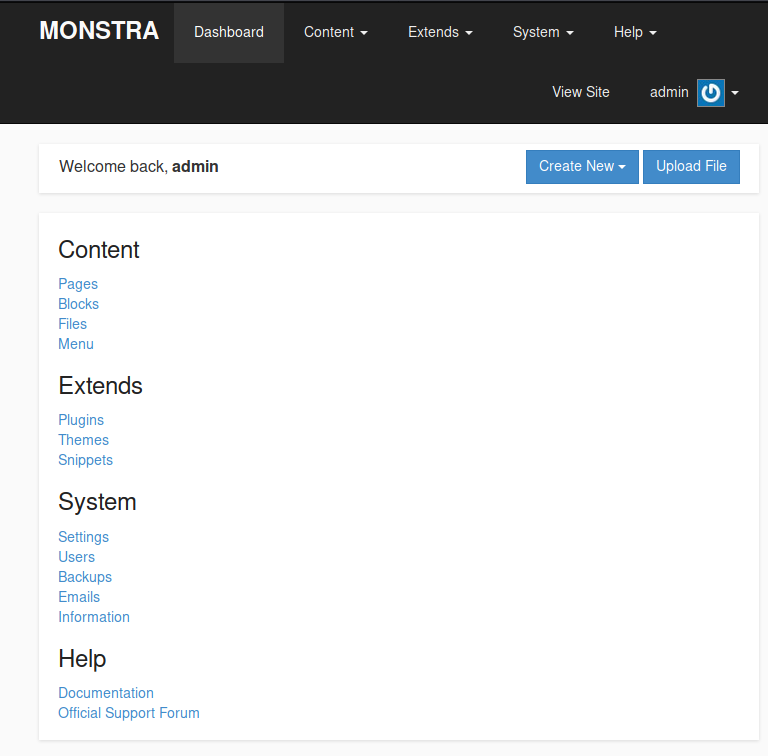 MONSTRA Dashboard Content Extends System Help
View Site admin
Welcome back, admin Create New Upload File
Content
Pages
Blocks
Files
Menu
Extends
Plugins
Themes
Snippets
System
Settings
Users
Backups
Emails
Information
Help
Documentation
Official Support Forum